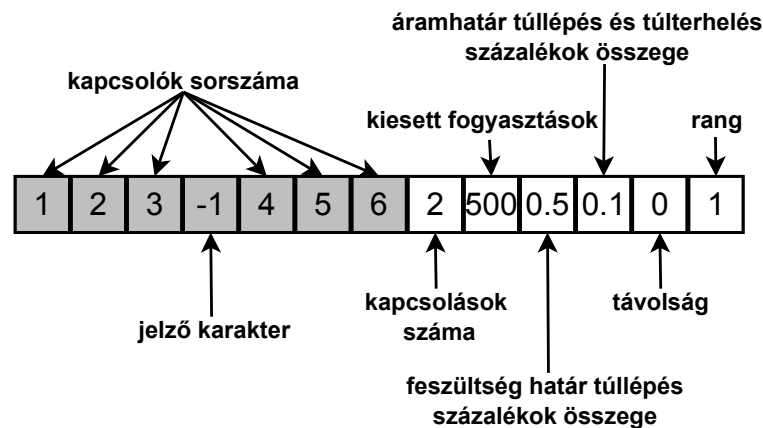 áramhatár túllépés és túlterhelés
százalékok összege
kapcsolók sorszáma
kiesett fogyasztások
rang
1 2 3 -1 4 5 6 2 500 0.5 0.1 0 1
jelző karakter
kapcsolások
száma
távolság
feszültség határ túllépés
százalékok összege